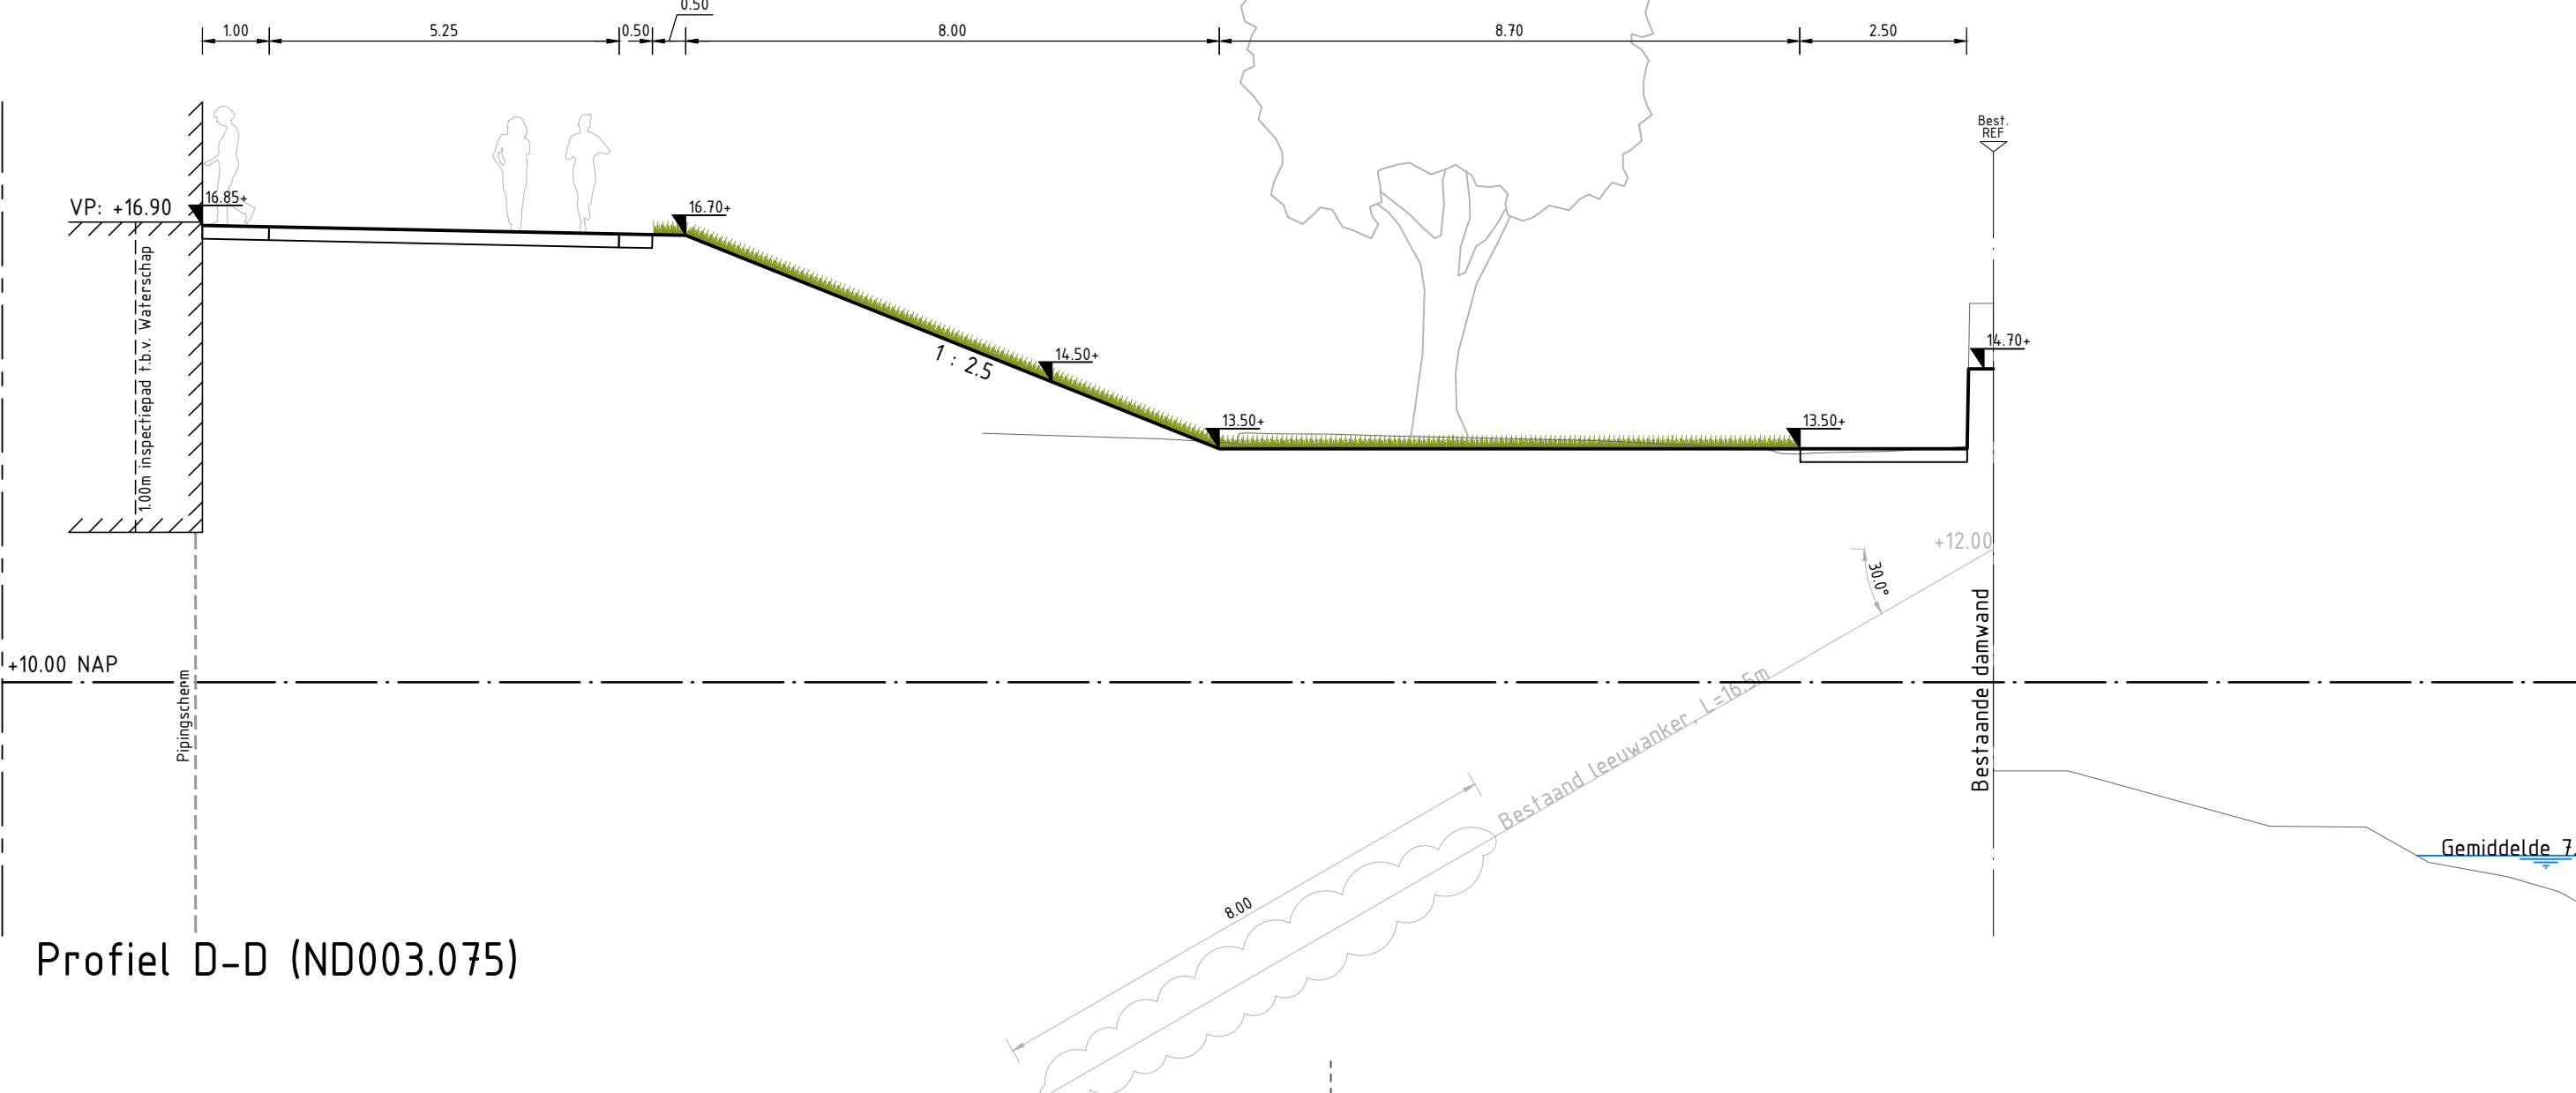 0.50
1.00
5.25
0.50
8.00
8.70
2.50
Best.
REF
VP: +16.90
16.85+
16.70+
1.00m inspectiepad t.b.v. Waterschap
1 : 2.5
14.50+
14.70+
13.50+
13.50+
+12.00
30.0°
+10.00 NAP
Pipingscherm
Bestaand leeuwanker, L=16.5m
Bestaande damwand
8.00
Gemiddelde 7.
Profiel D-D (ND003.075)